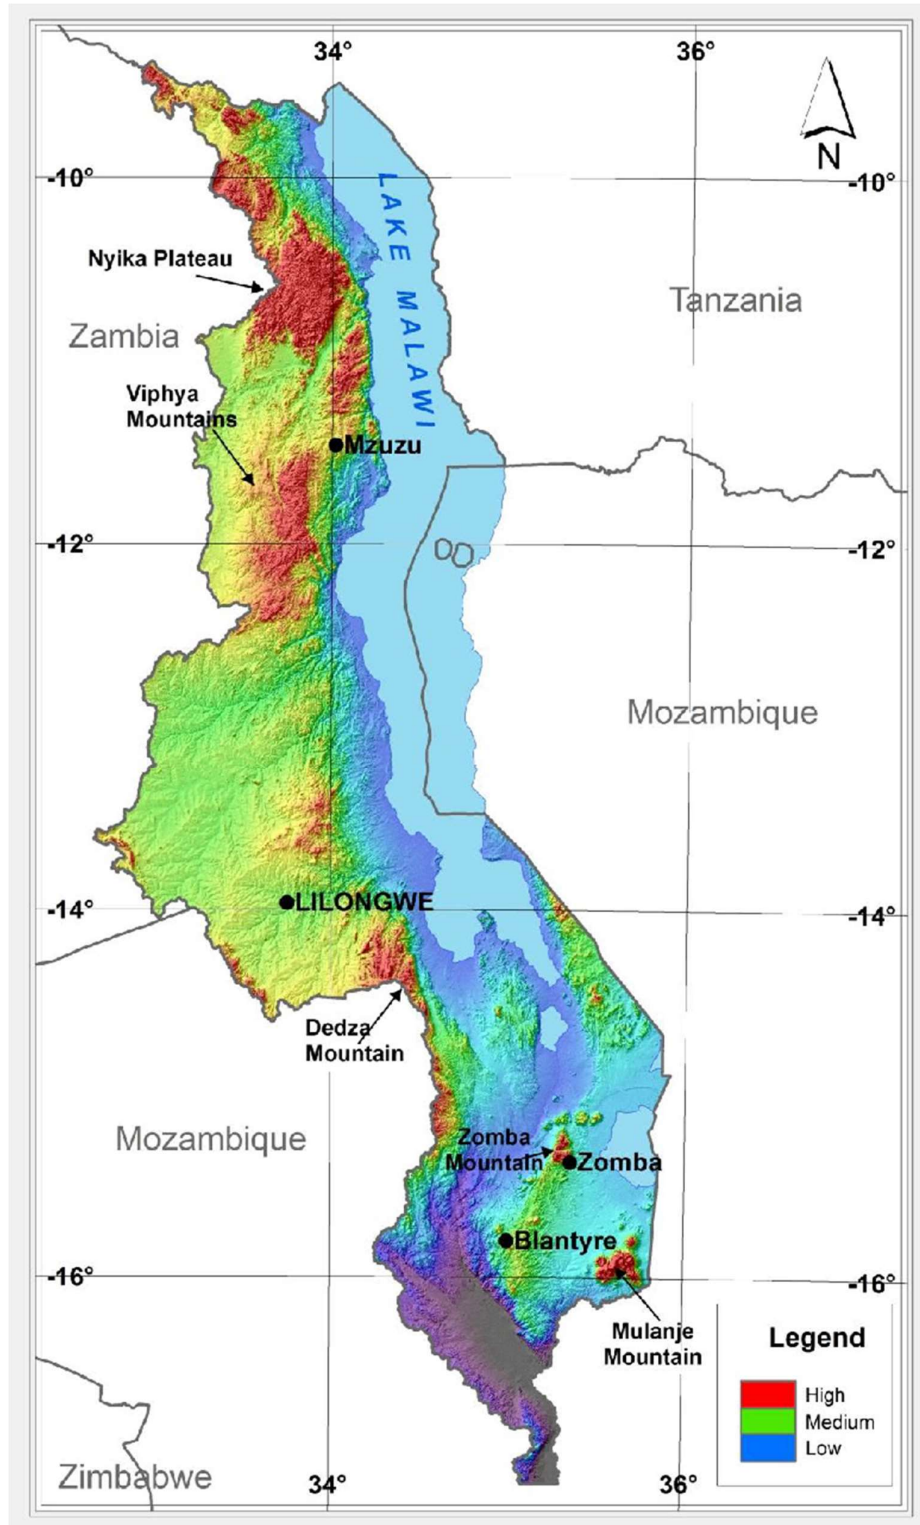 34°
36°
N
-10°
-10°
LAKE MALAWI
Nyika Plateau
Tanzania
Zambia
Viphya
Mountains
Mzuzu
-12°
-12°
Mozambique
LILONGWE
-14°
-14°
Dedza
Mountain
Mozambique
Zomba
Mountain
Zomba
Blantyre
-16°
-16°
Mulanje
Mountain
Legend
High
Medium
Low
Zimbabwe
34°
36°